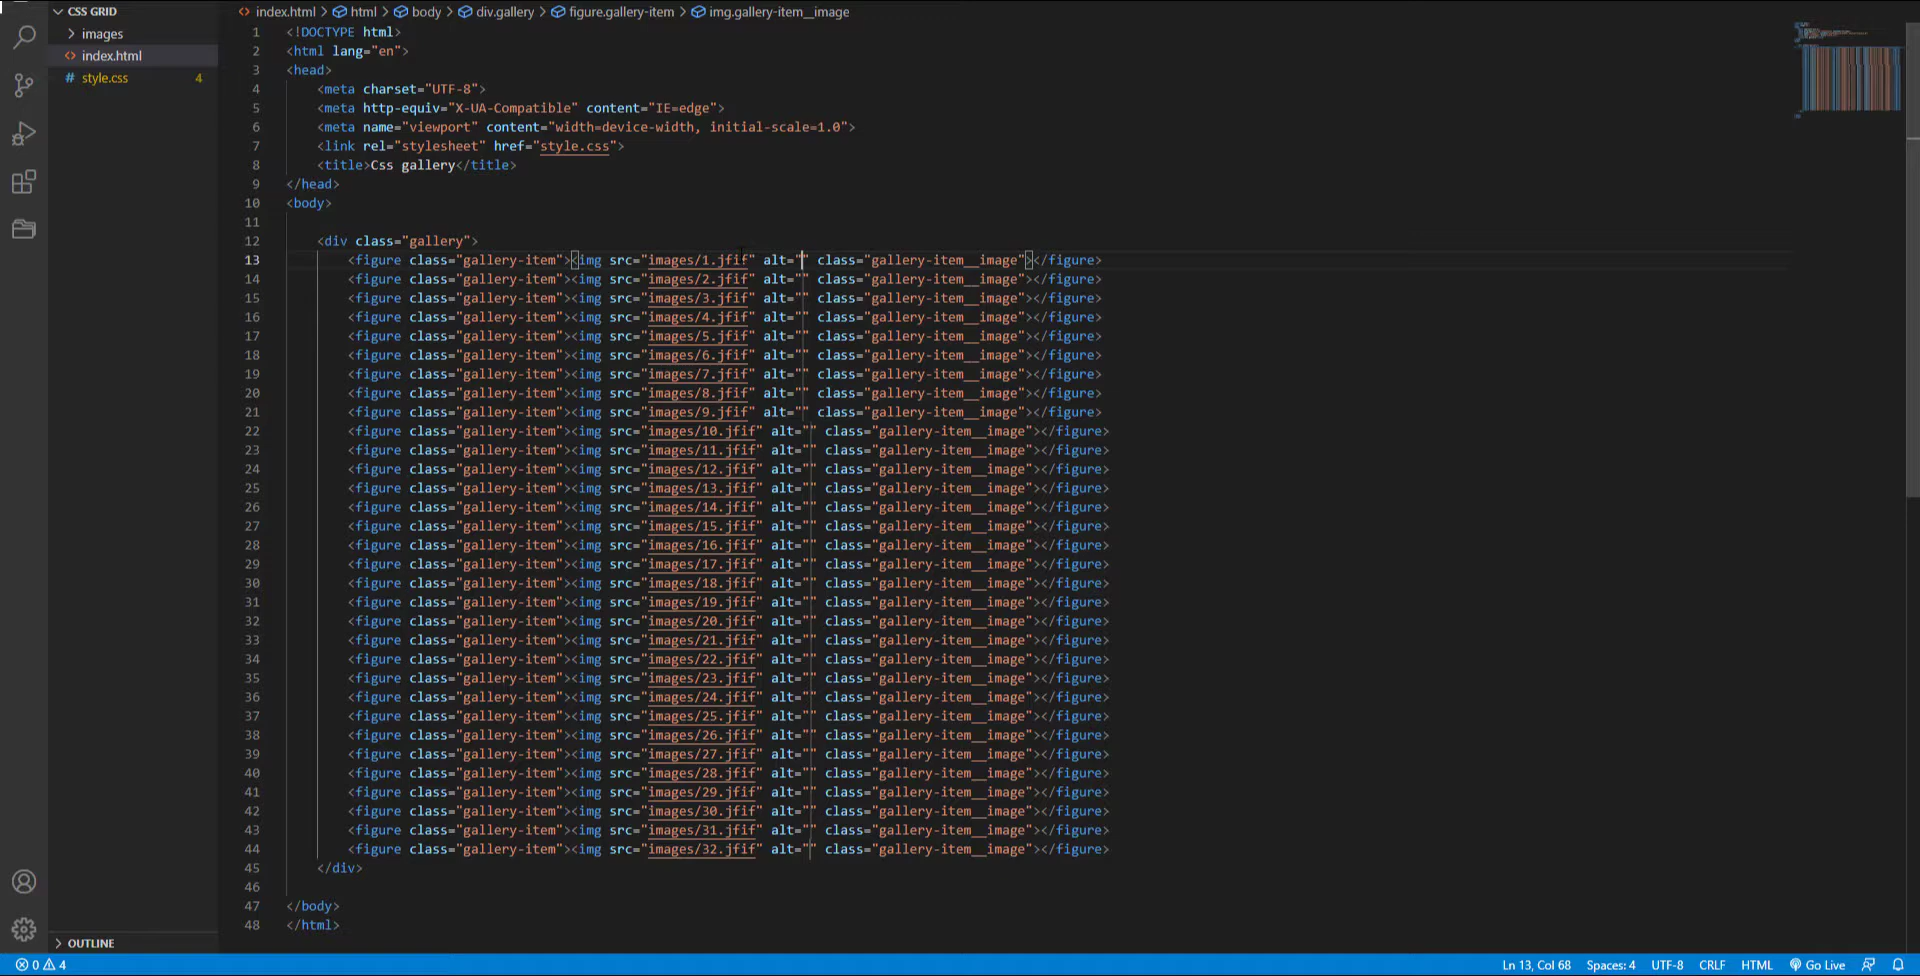 CSS GRID
images
index.html
style.css 4
OUTLINE
index.html > html > body > div.gallery > figure.gallery-item > img.gallery-item__image
1 <!DOCTYPE html>
2 <html lang="en">
3 <head>
4 <meta charset="UTF-8">
5 <meta http-equiv="X-UA-Compatible" content="IE=edge">
6 <meta name="viewport" content="width=device-width, initial-scale=1.0">
7 <link rel="stylesheet" href="style.css">
8 <title>Css gallery</title>
9 </head>
10 <body>
11
12 <div class="gallery">
13 <figure class="gallery-item"><img src="images/1.jfif" alt="" class="gallery-item__image"></figure>
14 <figure class="gallery-item"><img src="images/2.jfif" alt="" class="gallery-item__image"></figure>
15 <figure class="gallery-item"><img src="images/3.jfif" alt="" class="gallery-item__image"></figure>
16 <figure class="gallery-item"><img src="images/4.jfif" alt="" class="gallery-item__image"></figure>
17 <figure class="gallery-item"><img src="images/5.jfif" alt="" class="gallery-item__image"></figure>
18 <figure class="gallery-item"><img src="images/6.jfif" alt="" class="gallery-item__image"></figure>
19 <figure class="gallery-item"><img src="images/7.jfif" alt="" class="gallery-item__image"></figure>
20 <figure class="gallery-item"><img src="images/8.jfif" alt="" class="gallery-item__image"></figure>
21 <figure class="gallery-item"><img src="images/9.jfif" alt="" class="gallery-item__image"></figure>
22 <figure class="gallery-item"><img src="images/10.jfif" alt="" class="gallery-item__image"></figure>
23 <figure class="gallery-item"><img src="images/11.jfif" alt="" class="gallery-item__image"></figure>
24 <figure class="gallery-item"><img src="images/12.jfif" alt="" class="gallery-item__image"></figure>
25 <figure class="gallery-item"><img src="images/13.jfif" alt="" class="gallery-item__image"></figure>
26 <figure class="gallery-item"><img src="images/14.jfif" alt="" class="gallery-item__image"></figure>
27 <figure class="gallery-item"><img src="images/15.jfif" alt="" class="gallery-item__image"></figure>
28 <figure class="gallery-item"><img src="images/16.jfif" alt="" class="gallery-item__image"></figure>
29 <figure class="gallery-item"><img src="images/17.jfif" alt="" class="gallery-item__image"></figure>
30 <figure class="gallery-item"><img src="images/18.jfif" alt="" class="gallery-item__image"></figure>
31 <figure class="gallery-item"><img src="images/19.jfif" alt="" class="gallery-item__image"></figure>
32 <figure class="gallery-item"><img src="images/20.jfif" alt="" class="gallery-item__image"></figure>
33 <figure class="gallery-item"><img src="images/21.jfif" alt="" class="gallery-item__image"></figure>
34 <figure class="gallery-item"><img src="images/22.jfif" alt="" class="gallery-item__image"></figure>
35 <figure class="gallery-item"><img src="images/23.jfif" alt="" class="gallery-item__image"></figure>
36 <figure class="gallery-item"><img src="images/24.jfif" alt="" class="gallery-item__image"></figure>
37 <figure class="gallery-item"><img src="images/25.jfif" alt="" class="gallery-item__image"></figure>
38 <figure class="gallery-item"><img src="images/26.jfif" alt="" class="gallery-item__image"></figure>
39 <figure class="gallery-item"><img src="images/27.jfif" alt="" class="gallery-item__image"></figure>
40 <figure class="gallery-item"><img src="images/28.jfif" alt="" class="gallery-item__image"></figure>
41 <figure class="gallery-item"><img src="images/29.jfif" alt="" class="gallery-item__image"></figure>
42 <figure class="gallery-item"><img src="images/30.jfif" alt="" class="gallery-item__image"></figure>
43 <figure class="gallery-item"><img src="images/31.jfif" alt="" class="gallery-item__image"></figure>
44 <figure class="gallery-item"><img src="images/32.jfif" alt="" class="gallery-item__image"></figure>
45 </div>
46
47 </body>
48 </html>
0 4 Ln 13, Col 68 Spaces: 4 UTF-8 CRLF HTML Go Live